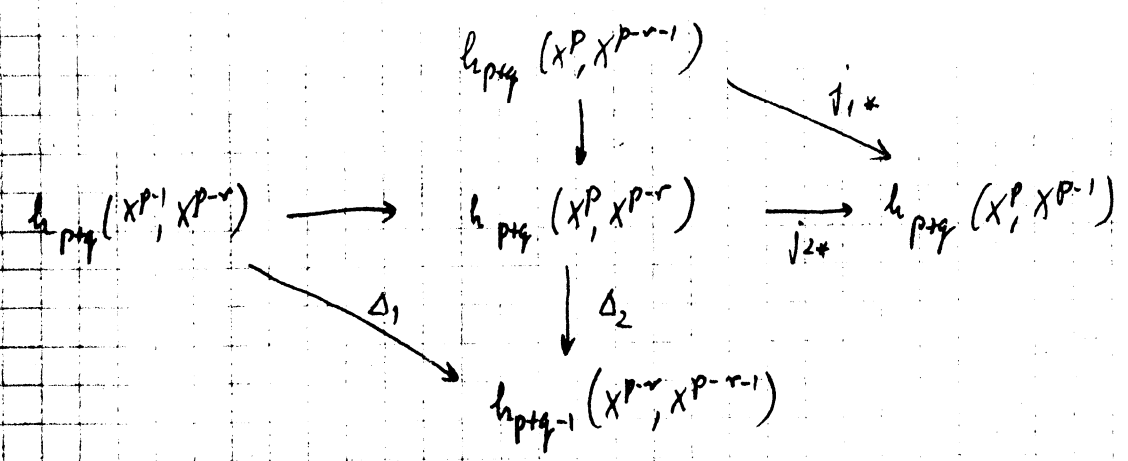 h_{p+q} (X^p, X^{p-r-1})
j_{1*}
h_{p+q} (X^{p-1}, X^{p-r}) h_{p+q} (X^p, X^{p-r}) h_{p+q} (X^p, X^{p-1})
j_{2*}
Δ_1 Δ_2
h_{p+q-1} (X^{p-r}, X^{p-r-1})